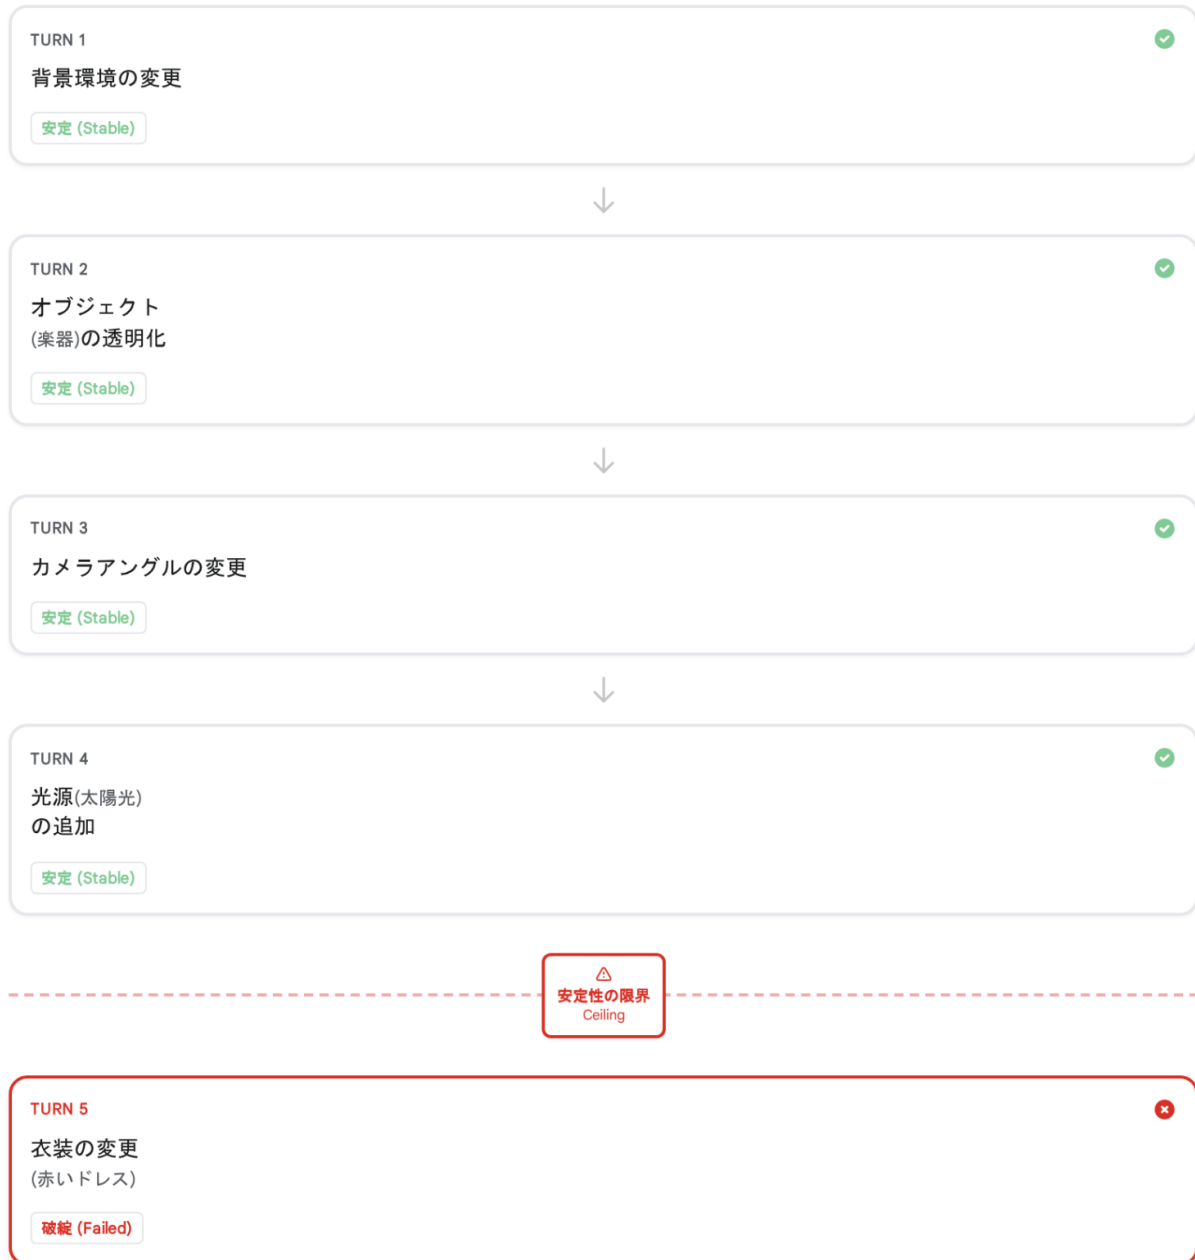 TURN 1
背景環境の変更
安定 (Stable)
TURN 2
オブジェクト
(楽器)の透明化
安定 (Stable)
TURN 3
カメラアングルの変更
安定 (Stable)
TURN 4
光源(太陽光)
の追加
安定 (Stable)
安定性の限界
Ceiling
TURN 5
衣装の変更
(赤いドレス)
破綻 (Failed)